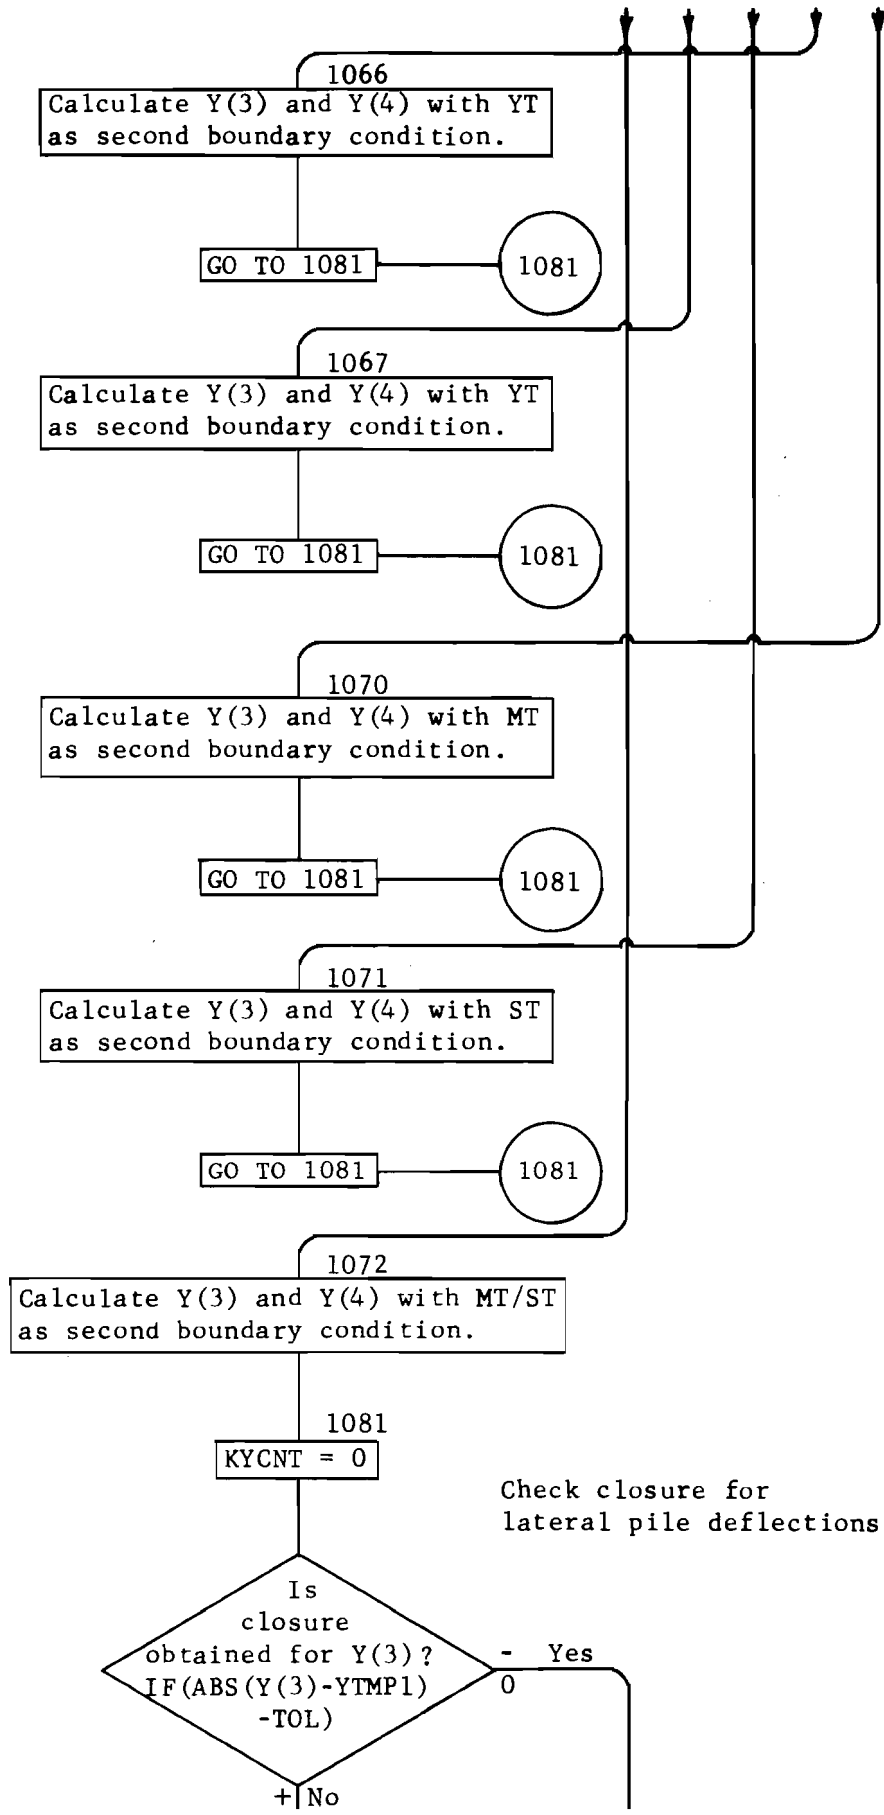 1066
Calculate Y(3) and Y(4) with YT
as second boundary condition.
GO TO 1081
1081
1067
Calculate Y(3) and Y(4) with YT
as second boundary condition.
GO TO 1081
1081
1070
Calculate Y(3) and Y(4) with MT
as second boundary condition.
GO TO 1081
1081
1071
Calculate Y(3) and Y(4) with ST
as second boundary condition.
GO TO 1081
1081
1072
Calculate Y(3) and Y(4) with MT/ST
as second boundary condition.
1081
KYCNT = 0
Check closure for
lateral pile deflections
Is
closure
obtained for Y(3)?
IF(ABS(Y(3)-YTMP1)
-TOL)
- Yes
0
+ No